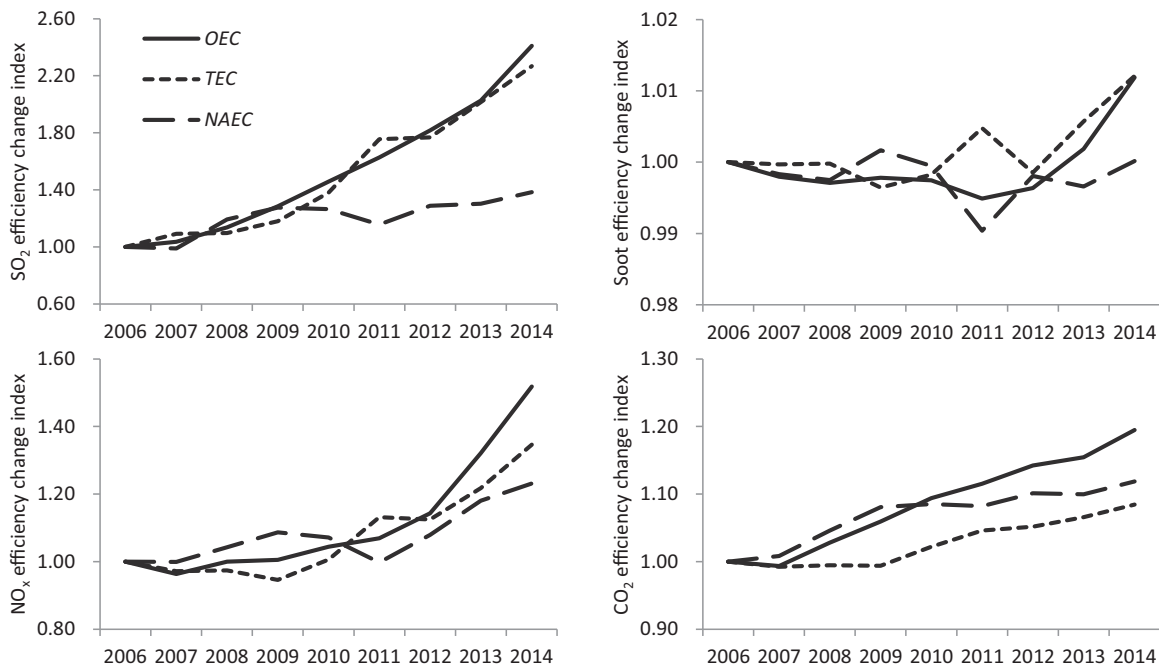 SO₂ efficiency change index
2.60
2.20
1.80
1.40
1.00
0.60
OEC
TEC
NAEC
2006 2007 2008 2009 2010 2011 2012 2013 2014
Soot efficiency change index
1.02
1.01
1.00
0.99
0.98
2006 2007 2008 2009 2010 2011 2012 2013 2014
NOₓ efficiency change index
1.60
1.40
1.20
1.00
0.80
2006 2007 2008 2009 2010 2011 2012 2013 2014
CO₂ efficiency change index
1.30
1.20
1.10
1.00
0.90
2006 2007 2008 2009 2010 2011 2012 2013 2014